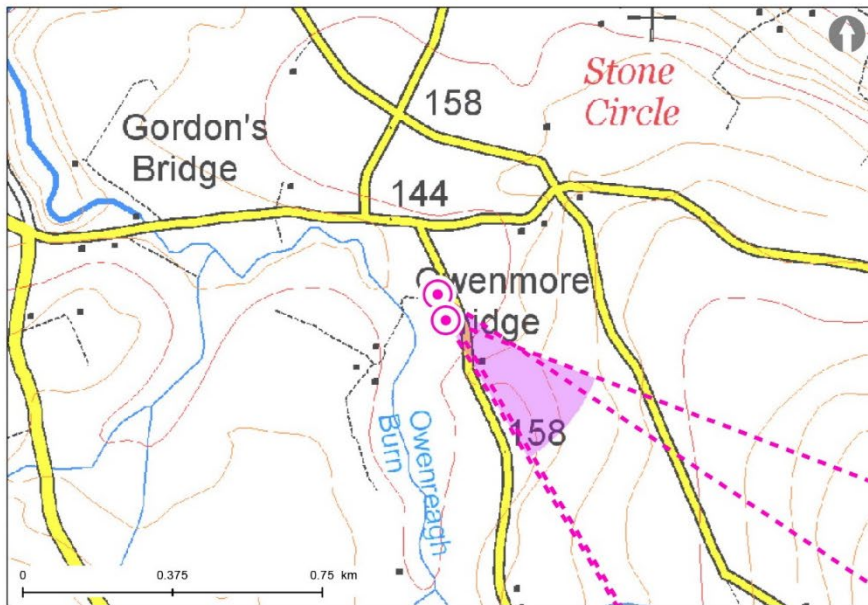 Stone
Circle
158
Gordon's
Bridge
144
Owenmore
Bridge
158
Owenreagh
Burn
0 0.375 0.75 km